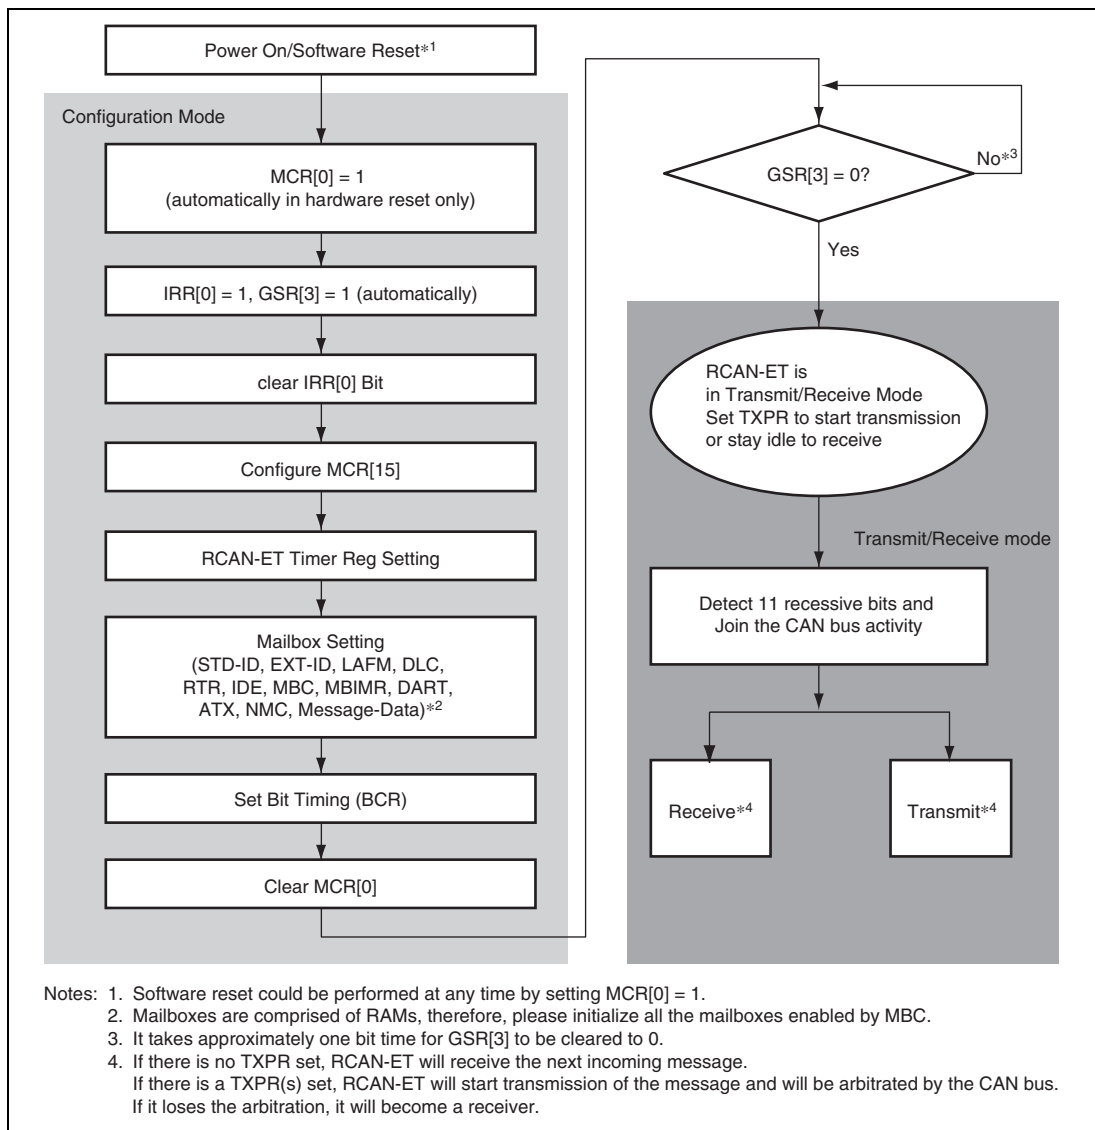 Power On/Software Reset*1
Configuration Mode
MCR[0] = 1
(automatically in hardware reset only)
IRR[0] = 1, GSR[3] = 1 (automatically)
clear IRR[0] Bit
Configure MCR[15]
RCAN-ET Timer Reg Setting
Mailbox Setting
(STD-ID, EXT-ID, LAFM, DLC,
RTR, IDE, MBC, MBIMR, DART,
ATX, NMC, Message-Data)*2
Set Bit Timing (BCR)
Clear MCR[0]
GSR[3] = 0?
No*3
Yes
RCAN-ET is
in Transmit/Receive Mode
Set TXPR to start transmission
or stay idle to receive
Transmit/Receive mode
Detect 11 recessive bits and
Join the CAN bus activity
Receive*4
Transmit*4
Notes: 1. Software reset could be performed at any time by setting MCR[0] = 1.
2. Mailboxes are comprised of RAMs, therefore, please initialize all the mailboxes enabled by MBC.
3. It takes approximately one bit time for GSR[3] to be cleared to 0.
4. If there is no TXPR set, RCAN-ET will receive the next incoming message.
If there is a TXPR(s) set, RCAN-ET will start transmission of the message and will be arbitrated by the CAN bus.
If it loses the arbitration, it will become a receiver.